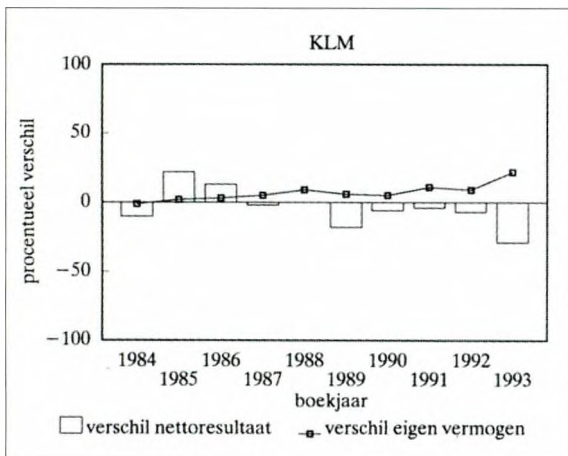 KLM
procentueel verschil
100
50
0
−50
−100
1984 1986 1988 1990 1992
1985 1987 1989 1991 1993
boekjaar
verschil nettoresultaat verschil eigen vermogen